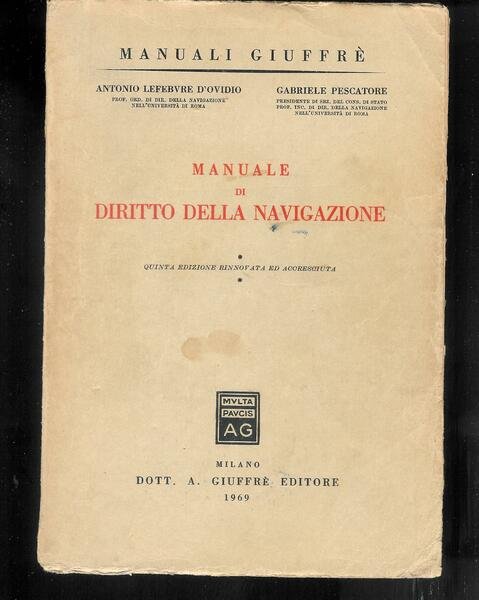 MANUALI GIUFFRÈ
ANTONIO LEFEBVRE D'OVIDIO
PROF. ORD. DI DIR. DELLA NAVIGAZIONE
NELL'UNIVERSITÀ DI ROMA
GABRIELE PESCATORE
PRESIDENTE DI SEZ. DEL CONS. DI STATO
PROF. INC. DI DIR. DELLA NAVIGAZIONE
NELL'UNIVERSITÀ DI ROMA
MANUALE
DI
DIRITTO DELLA NAVIGAZIONE
QUINTA EDIZIONE RINNOVATA ED ACCRESCIUTA
MVLTA
PAVCIS
AG
MILANO
DOTT. A. GIUFFRÈ EDITORE
1969